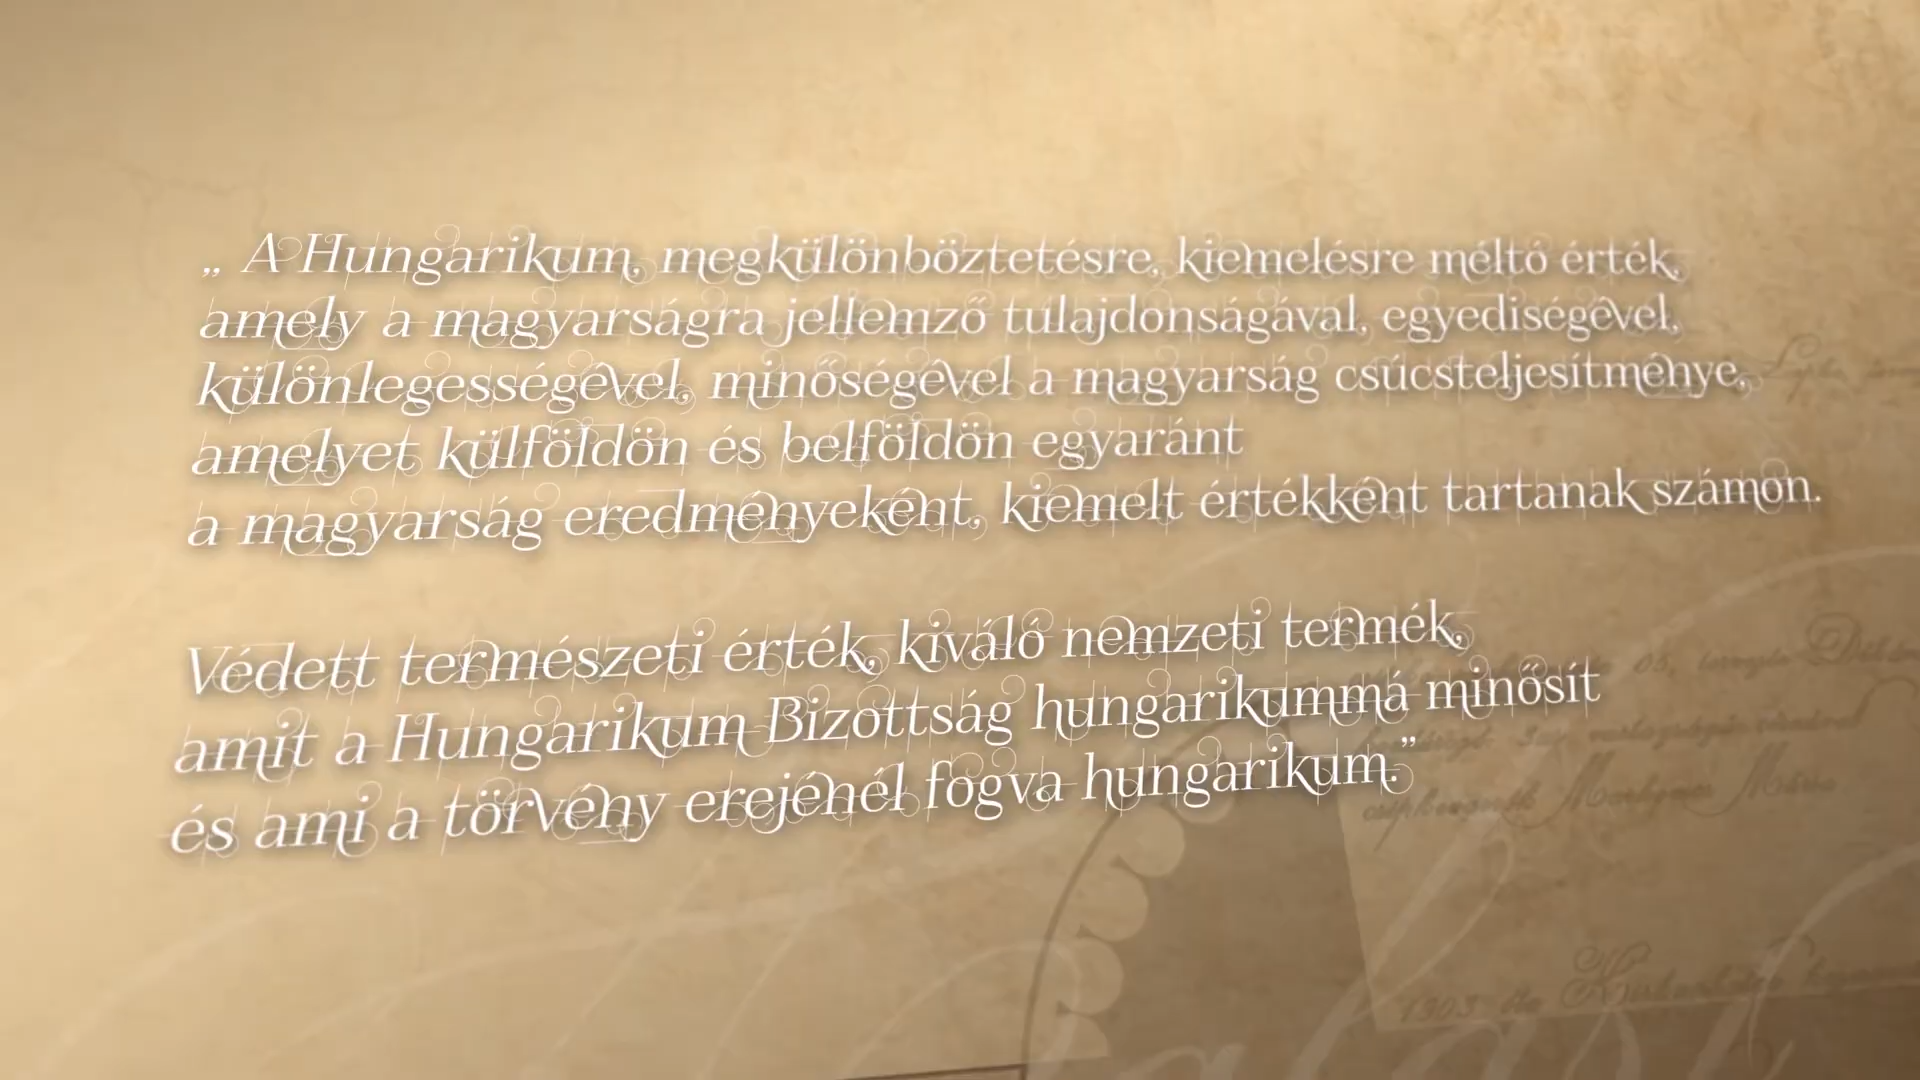 „ A Hungarikum, megkülönböztetésre, kiemelésre méltó érték,
amely a magyarságra jellemző tulajdonságával, egyediségével,
különlegességével, minőségével a magyarság csúcsteljesítménye,
amelyet külföldön és belföldön egyaránt
a magyarság eredményeként, kiemelt értékként tartanak számon.
Védett természeti érték, kiváló nemzeti termék,
amit a Hungarikum Bizottság hungarikummá minősít
és ami a törvény erejénél fogva hungarikum.”
1903